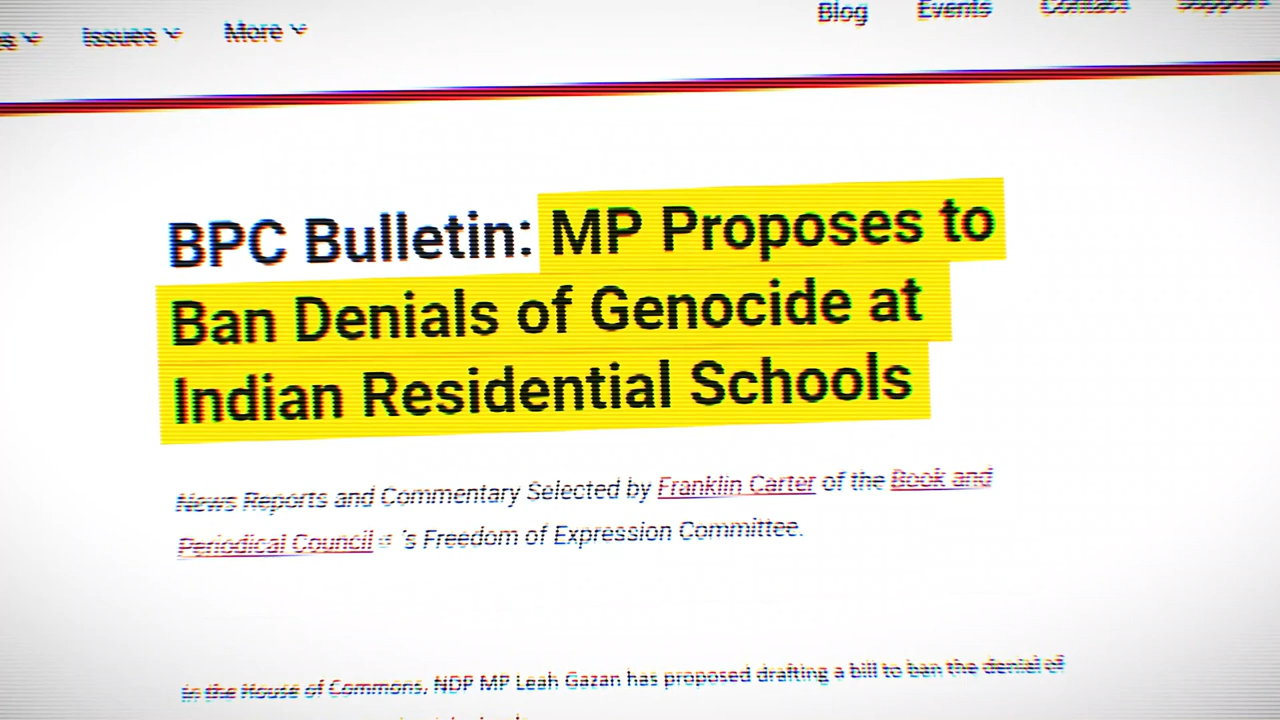 Issues More Blog Events Contact Support
BPC Bulletin: MP Proposes to
Ban Denials of Genocide at
Indian Residential Schools
News Reports and Commentary Selected by Franklin Carter of the Book and
Periodical Council 's Freedom of Expression Committee.
in the House of Commons, NDP MP Leah Gazan has proposed drafting a bill to ban the denial of